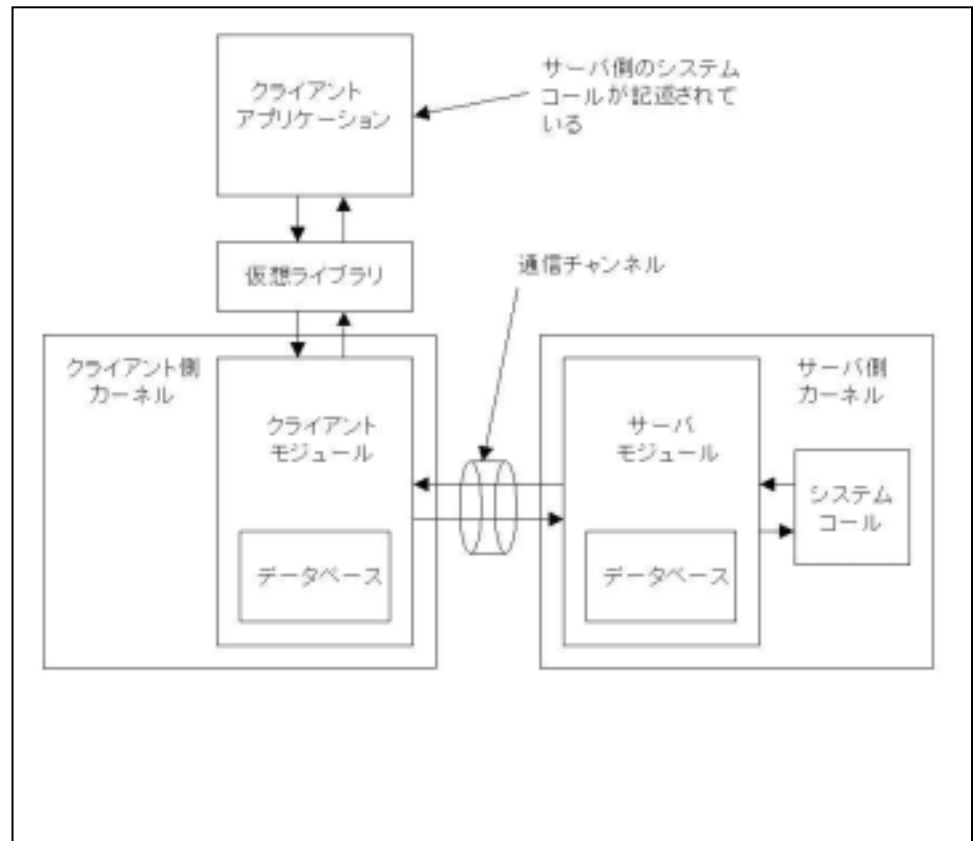 クライアント
アプリケーション
サーバ側のシステム
コールが記述されて
いる
仮想ライブラリ
通信チャンネル
クライアント側
カーネル
クライアント
モジュール
データベース
サーバ側
カーネル
サーバ
モジュール
データベース
システム
コール